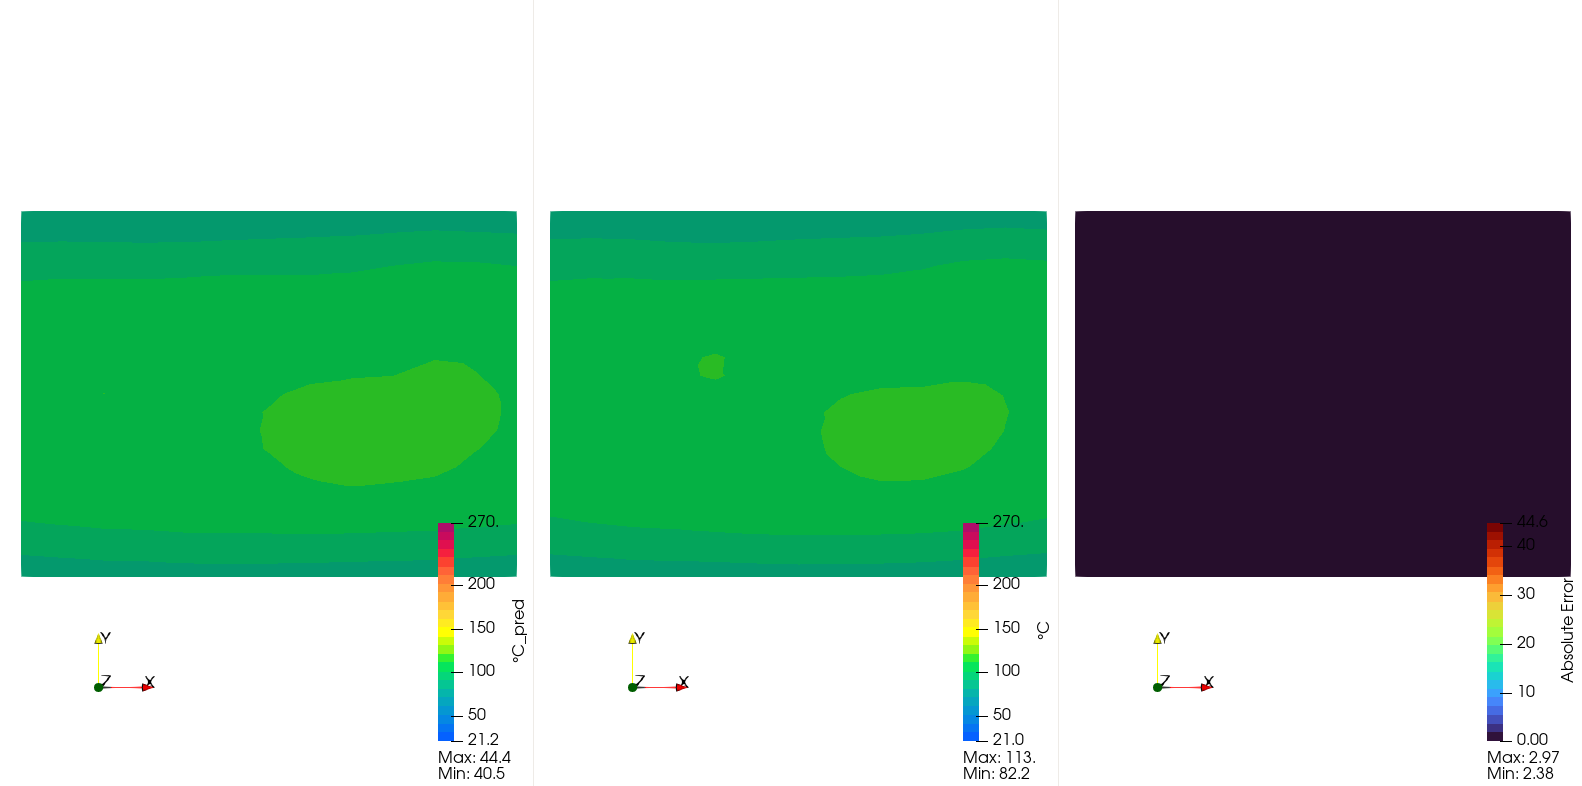 270.
200
150
100
50
21.2
°C_pred
Max: 44.4
Min: 40.5
Y
Z
X
270.
200
150
100
50
21.0
°C
Max: 113.
Min: 82.2
Y
Z
X
44.6
40
30
20
10
0.00
Absolute Error
Max: 2.97
Min: 2.38
Y
Z
X